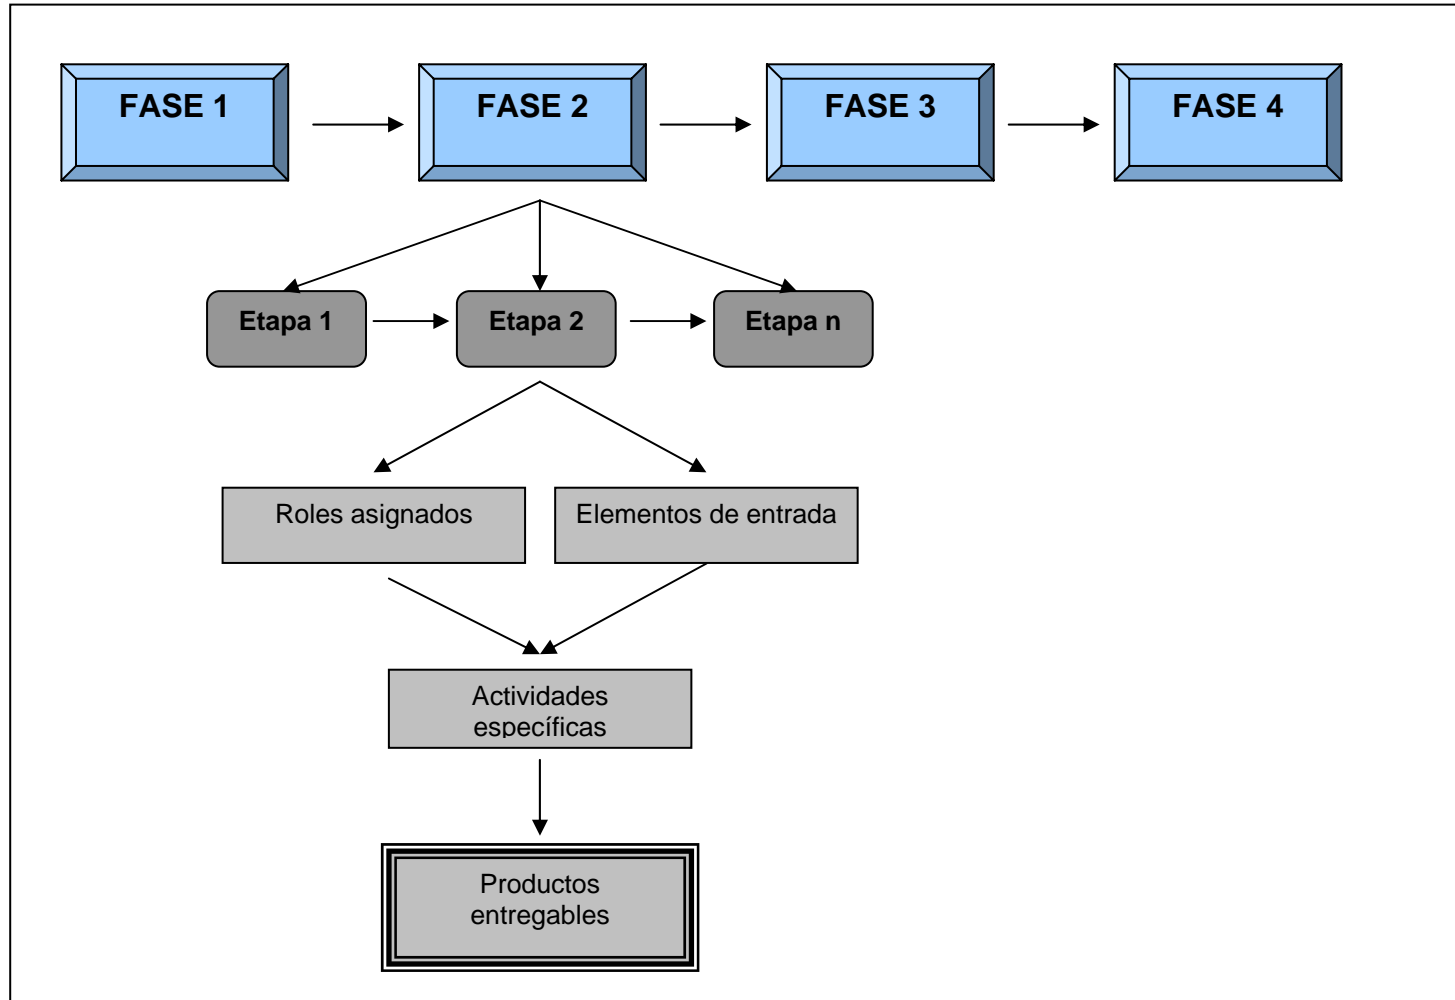 FASE 1
FASE 2
FASE 3
FASE 4
Etapa 1
Etapa 2
Etapa n
Roles asignados
Elementos de entrada
Actividades
específicas
Productos
entregables